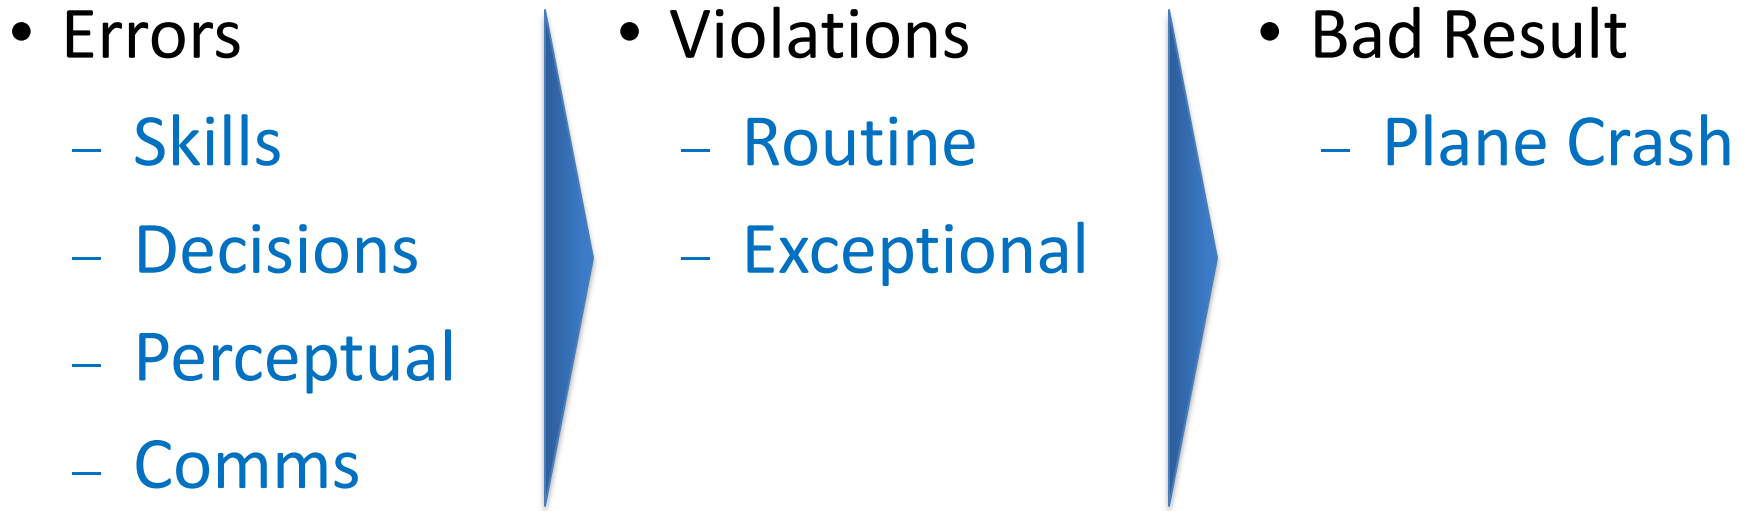 • Errors
– Skills
– Decisions
– Perceptual
– Comms
• Violations
– Routine
– Exceptional
• Bad Result
– Plane Crash